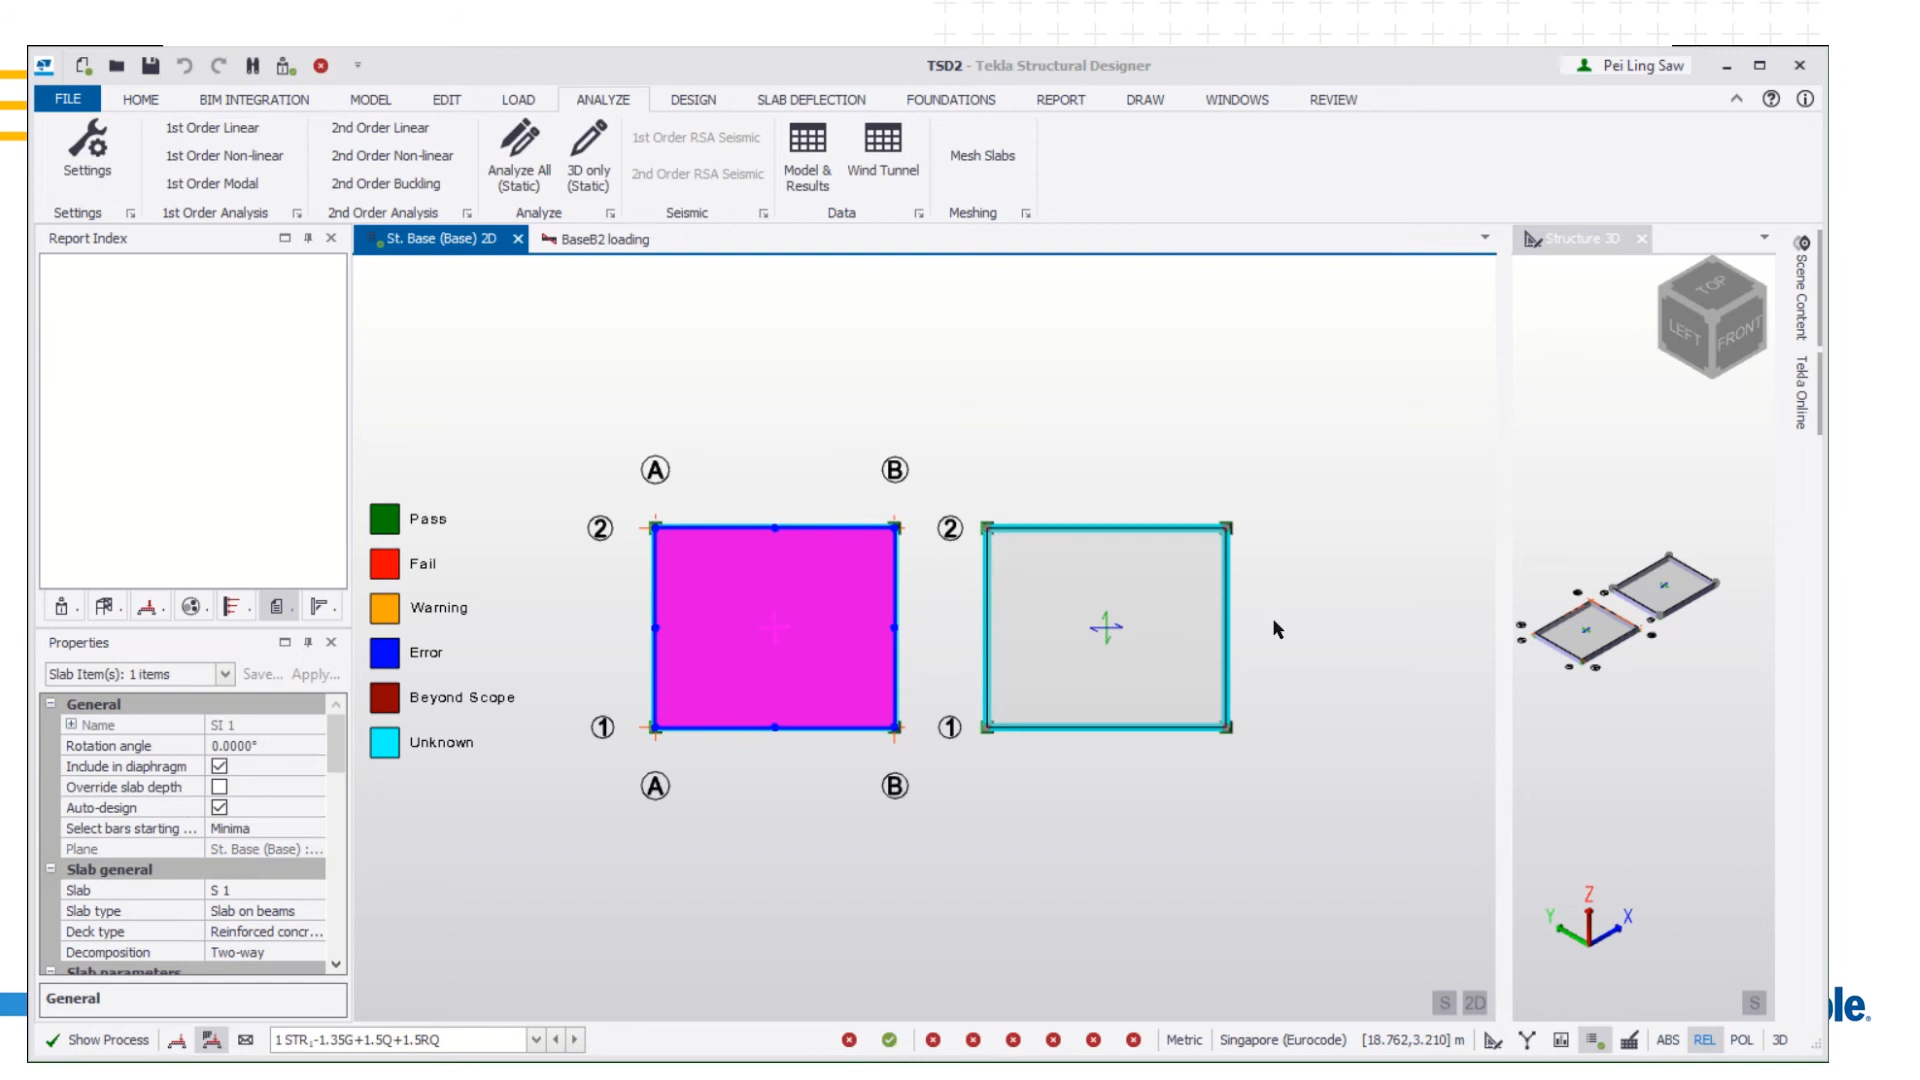 TSD2 - Tekla Structural Designer
Pei Ling Saw
FILE HOME BIM INTEGRATION MODEL EDIT LOAD ANALYZE DESIGN SLAB DEFLECTION FOUNDATIONS REPORT DRAW WINDOWS REVIEW
Settings
1st Order Linear
1st Order Non-linear
1st Order Modal
2nd Order Linear
2nd Order Non-linear
2nd Order Buckling
Analyze All
(Static)
3D only
(Static)
1st Order RSA Seismic
2nd Order RSA Seismic
Model &
Results
Wind Tunnel
Mesh Slabs
Settings 1st Order Analysis 2nd Order Analysis Analyze Seismic Data Meshing
Report Index
St. Base (Base) 2D
BaseB2 loading
Structure 3D
Scene Content
Tekla Online
TOP
LEFT
FRONT
A B
2 2
1 1
A B
Pass
Fail
Warning
Error
Beyond Scope
Unknown
Properties
Slab Item(s): 1 items
Save... Apply...
General
Name SI 1
Rotation angle 0.0000°
Include in diaphragm
Override slab depth
Auto-design
Select bars starting ... Minima
Plane St. Base (Base) :...
Slab general
Slab S 1
Slab type Slab on beams
Deck type Reinforced concr...
Decomposition Two-way
Slab parameters
General
Z
Y
X
S 2D
S
Show Process
1 STR₁-1.35G+1.5Q+1.5RQ
Metric
Singapore (Eurocode)
[18.762,3.210] m
ABS REL POL 3D
ble.